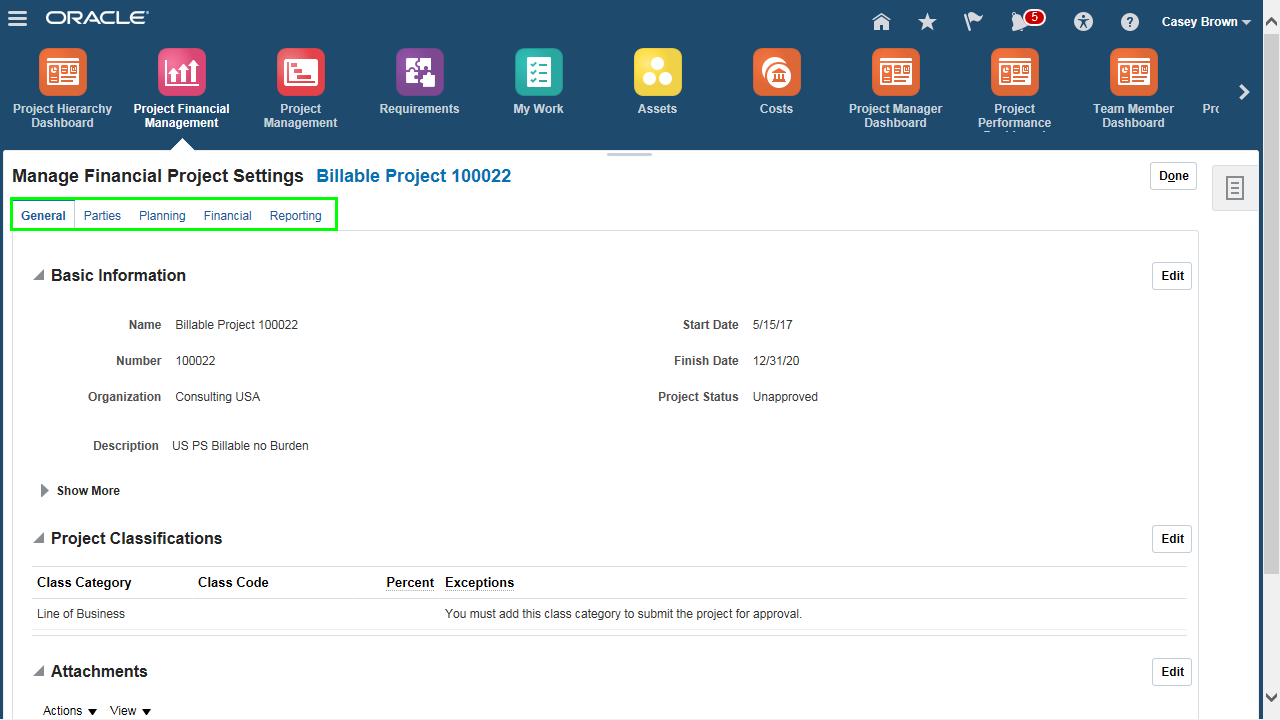 ORACLE
5
Casey Brown
Project Hierarchy
Dashboard
Project Financial
Management
Project
Management
Requirements
My Work
Assets
Costs
Project Manager
Dashboard
Project
Performance
Team Member
Dashboard
Manage Financial Project Settings Billable Project 100022
Done
General Parties Planning Financial Reporting
Basic Information
Edit
Name Billable Project 100022
Start Date 5/15/17
Number 100022
Finish Date 12/31/20
Organization Consulting USA
Project Status Unapproved
Description US PS Billable no Burden
Show More
Project Classifications
Edit
Class Category Class Code Percent Exceptions
Line of Business You must add this class category to submit the project for approval.
Attachments
Edit
Actions View